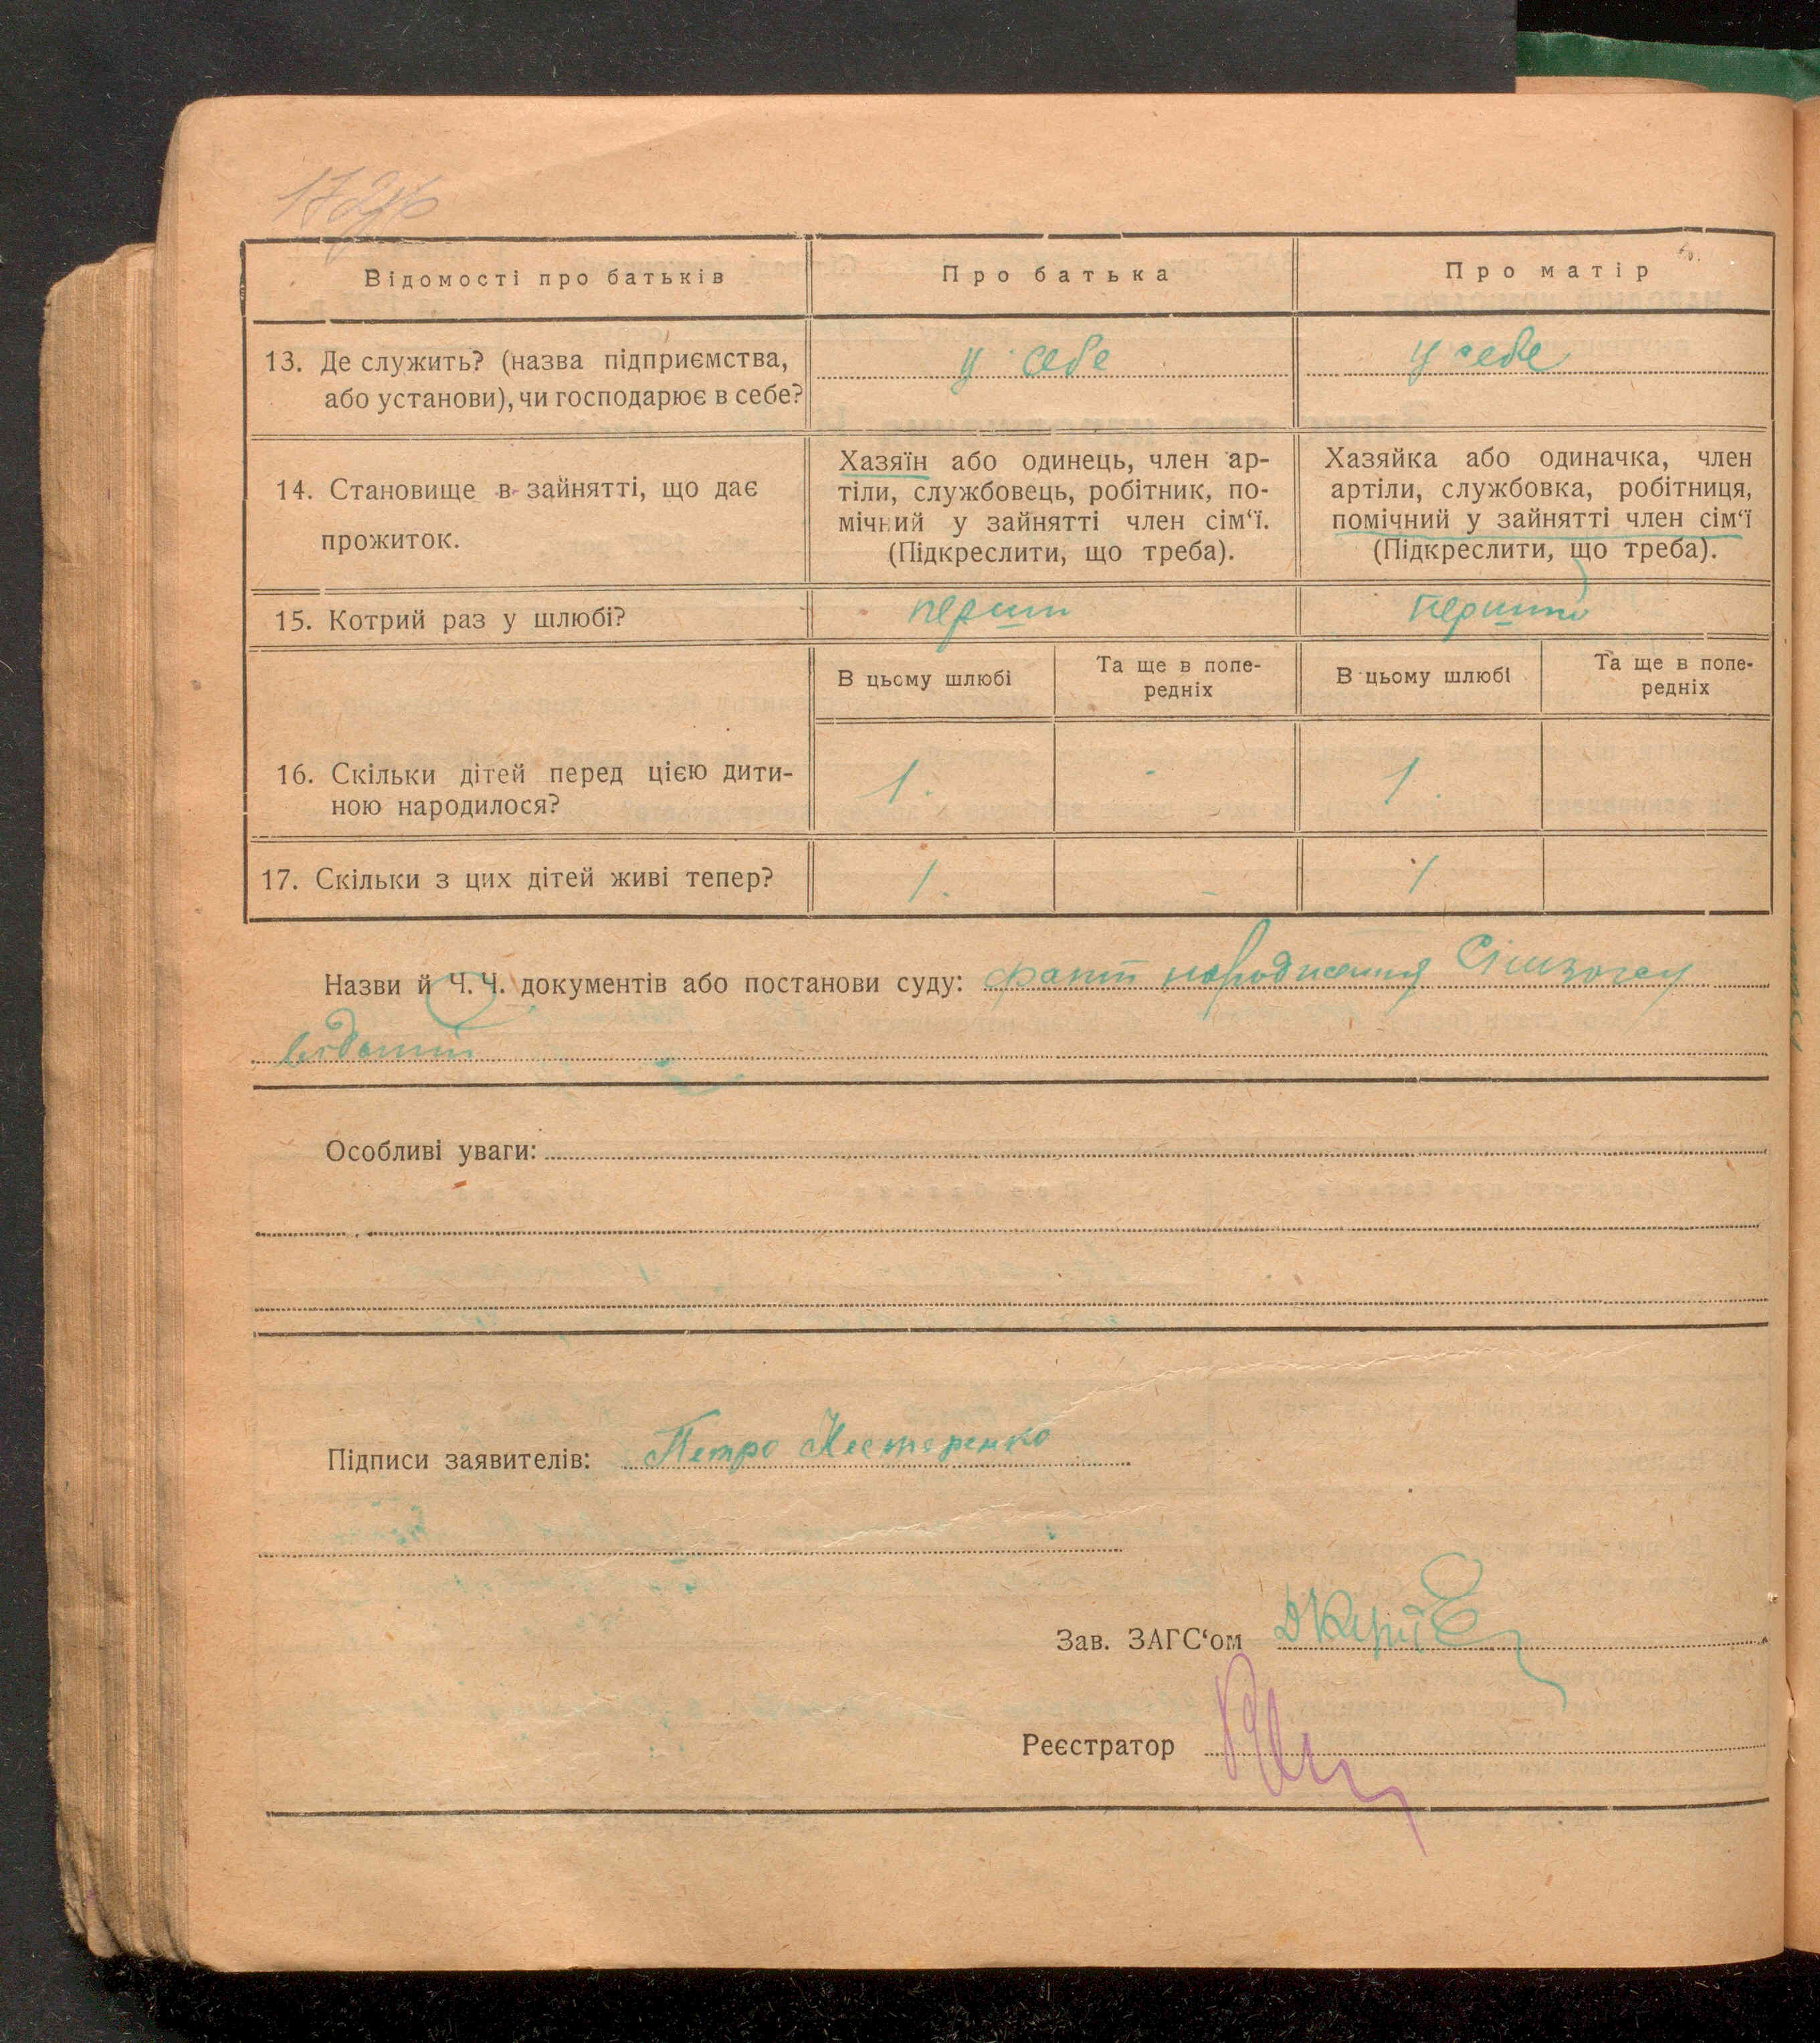 Відомості про батьків
Про батька
Про матір
13. Де служить? (назва підприємства,
або установи), чи господарює в себе?
у себе
у себе
14. Становище в зайнятті, що дає
прожиток.
Хазяїн або одинець, член ар-
тіли, службовець, робітник, по-
мічний у зайнятті член сім‘ї.
(Підкреслити, що треба).
Хазяйка або одиначка, член
артіли, службовка, робітниця,
помічний у зайнятті член сім‘ї
(Підкреслити, що треба).
15. Котрий раз у шлюбі?
перши
В цьому шлюбі
Та ще в попе-
редніх
В цьому шлюбі
Та ще в попе-
редніх
16. Скільки дітей перед цією дити-
ною народилося?
1.
-
1.
17. Скільки з цих дітей живі тепер?
1.
-
1
Назви й Ч.Ч. документів або постанови суду: факт народження
Особливі уваги:
Підписи заявителів: Петро Нестеренко
Зав. ЗАГС‘ом
Реєстратор